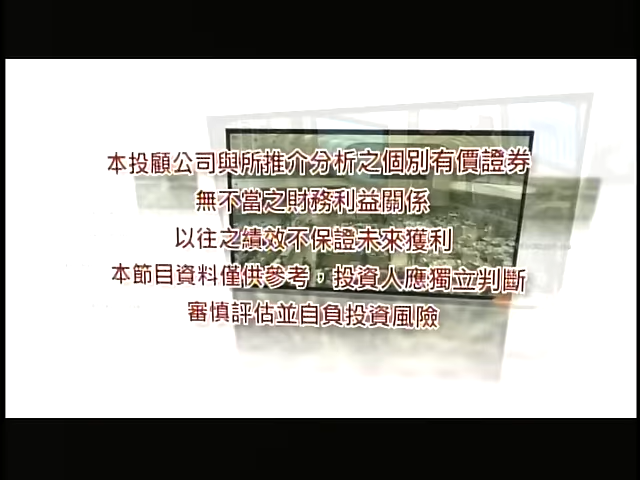 本投顧公司與所推介分析之個別有價證券
無不當之財務利益關係
以往之績效不保證未來獲利
本節目資料僅供參考，投資人應獨立判斷
審慎評估並自負投資風險